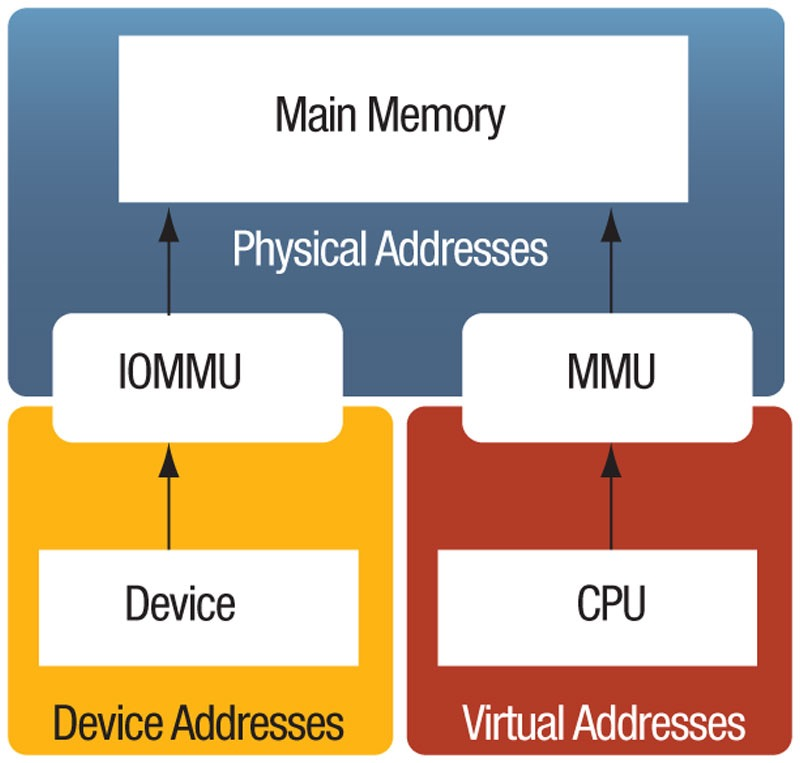 Main Memory
Physical Addresses
IOMMU
MMU
Device
CPU
Device Addresses
Virtual Addresses